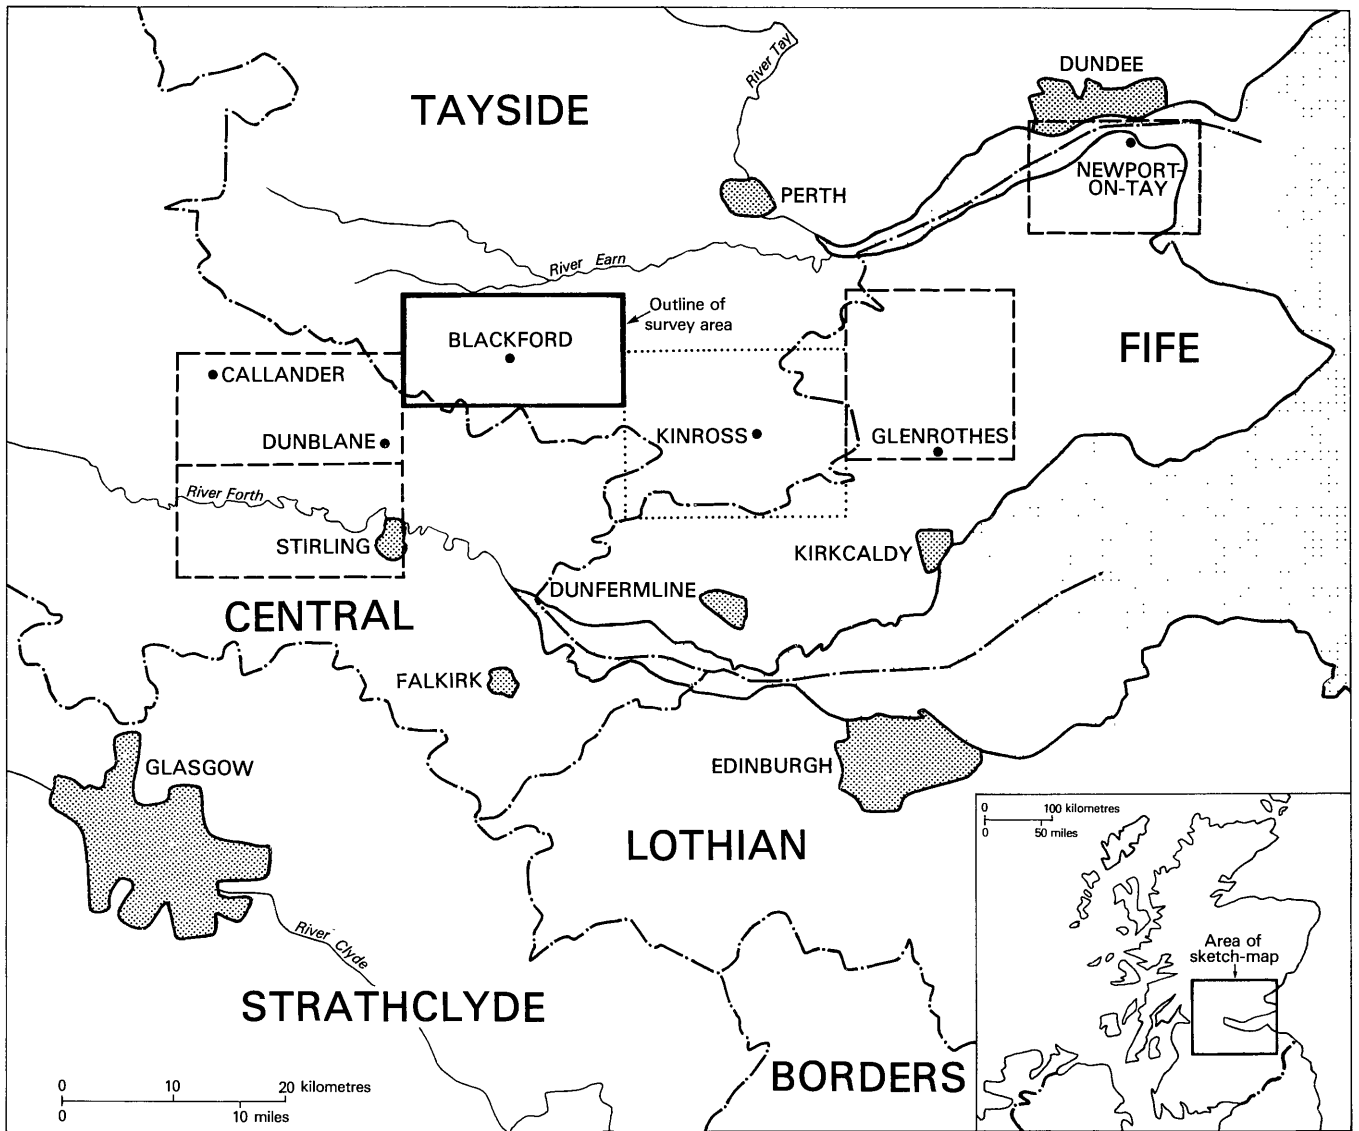 River Tay
DUNDEE
TAYSIDE
NEWPORT-
ON-TAY
PERTH
River Earn
Outline of
survey area
BLACKFORD
FIFE
CALLANDER
DUNBLANE
KINROSS
GLENROTHES
River Forth
STIRLING
KIRKCALDY
DUNFERMLINE
CENTRAL
FALKIRK
GLASGOW
EDINBURGH
LOTHIAN
0 100 kilometres
0 50 miles
River Clyde
Area of
sketch-map
STRATHCLYDE
BORDERS
0 10 20 kilometres
0 10 miles